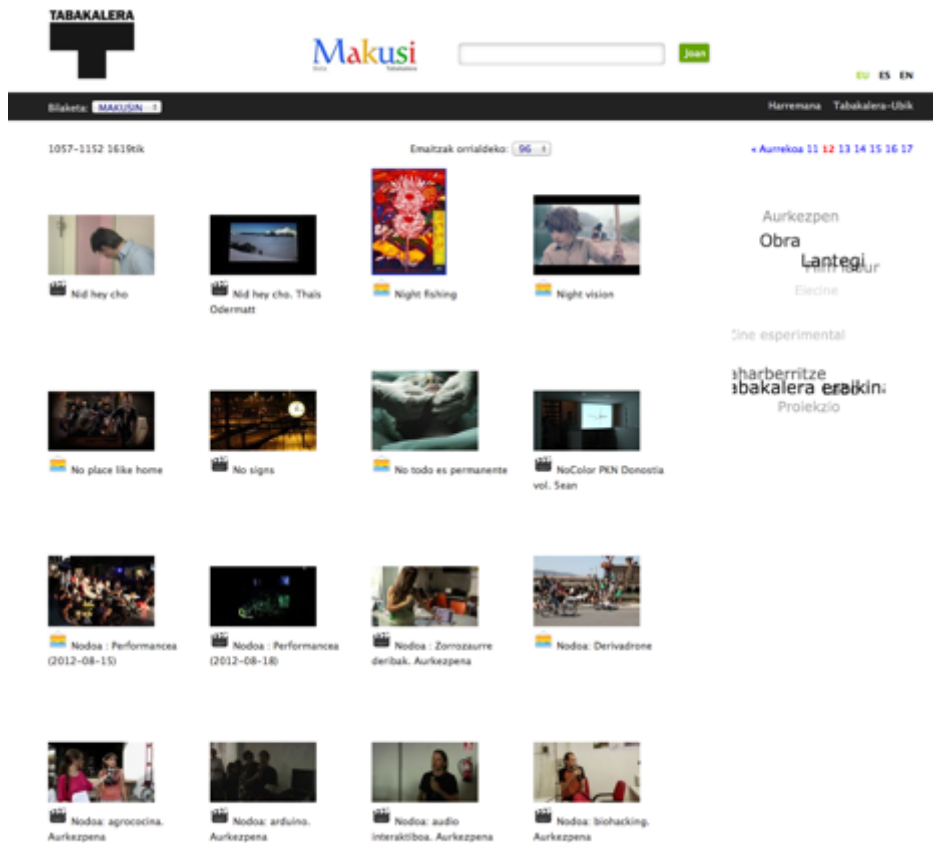 TABAKALERA
Makusi
Joan
EU ES EN
Bilaketa: MAKUSIN
Harremana Tabakalera-Ubik
1057-1152 1619tik
Emaitzak orrialdeko: 96
« Aurrekoa 11 12 13 14 15 16 17
Aurkezpen
Obra
Lantegi
Film labur
Elecine
Zine esperimental
aharberritze
abakalera eraikin
Proiekzio
Nid hey cho
Nid hey cho. Thais
Odermatt
Night fishing
Night vision
No place like home
No signs
No todo es permanente
NoColor PKN Donostia
vol. Sean
Nodoa : Performancea
(2012-08-15)
Nodoa : Performancea
(2012-08-18)
Nodoa : Zorrozaurre
deribak. Aurkezpena
Nodoa: Derivadrone
Nodoa: agrococina.
Aurkezpena
Nodoa: arduino.
Aurkezpena
Nodoa: audio
interaktiboa. Aurkezpena
Nodoa: biohacking.
Aurkezpena